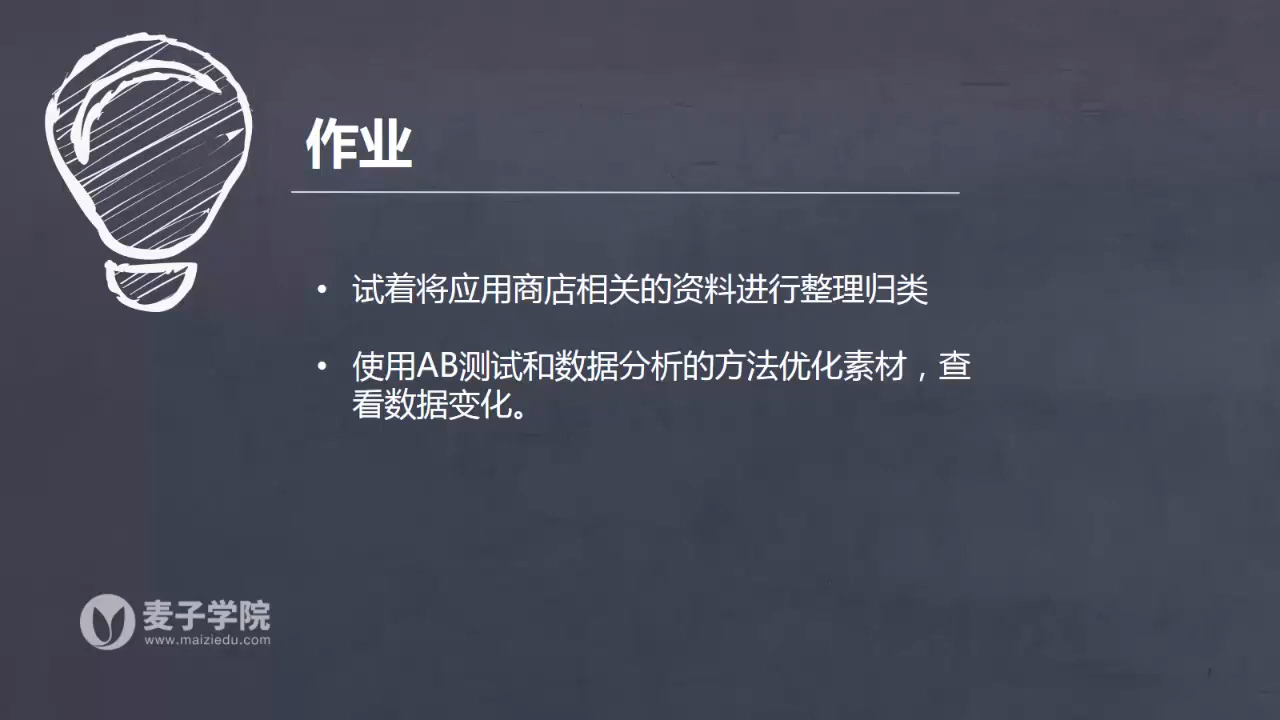 作业
• 试着将应用商店相关的资料进行整理归类
• 使用AB测试和数据分析的方法优化素材，查
看数据变化。
麦子学院
www.maiziedu.com